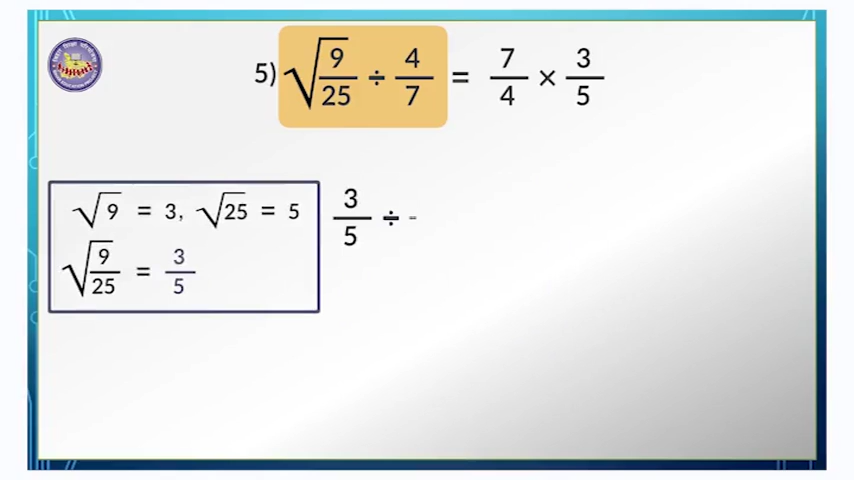 5) √(9/25) ÷ 4/7 = 7/4 × 3/5
√9 = 3, √25 = 5
√(9/25) = 3/5
3/5 ÷ -